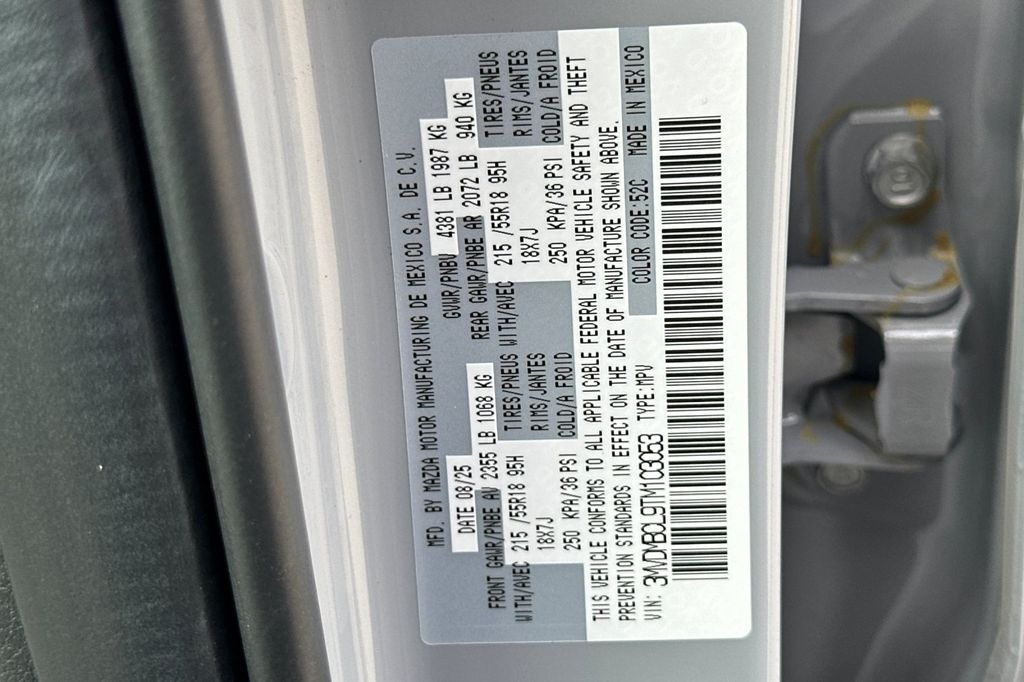 MFD. BY MAZDA MOTOR MANUFACTURING DE MEXICO S.A. DE C.V.
DATE 08/25 GVWR/PNBV 4381 LB 1987 KG
FRONT GAWR/PNBE AV 2355 LB 1068 KG REAR GAWR/PNBE AR 2072 LB 940 KG
WITH/AVEC 215 /55R18 95H TIRES/PNEUS WITH/AVEC 215 /55R18 95H TIRES/PNEUS
18X7J RIMS/JANTES 18X7J RIMS/JANTES
250 KPA/36 PSI COLD/A FROID 250 KPA/36 PSI COLD/A FROID
THIS VEHICLE CONFORMS TO ALL APPLICABLE FEDERAL MOTOR VEHICLE SAFETY AND THEFT
PREVENTION STANDARDS IN EFFECT ON THE DATE OF MANUFACTURE SHOWN ABOVE.
VIN: 3MVDMBCL9TM103053 TYPE:MPV COLOR CODE:52C MADE IN MEXICO